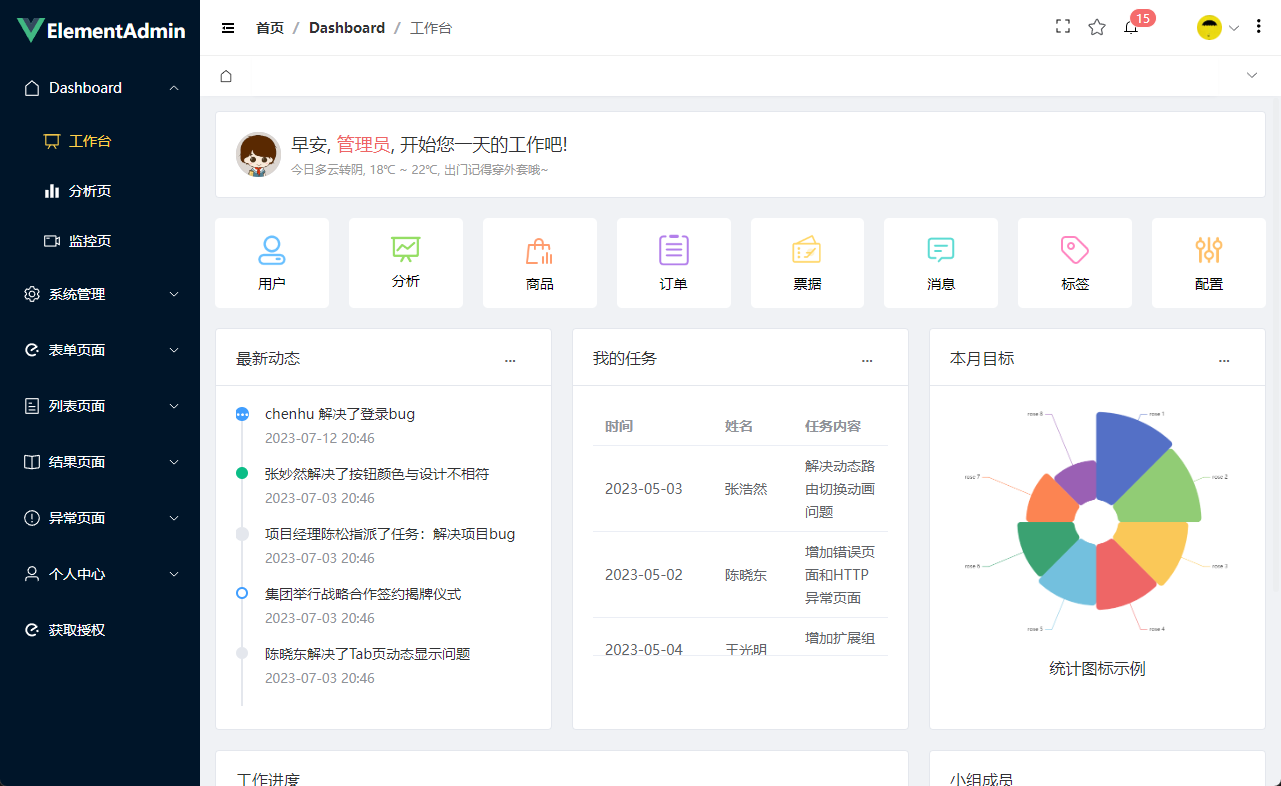 ElementAdmin
首页 / Dashboard / 工作台
15
Dashboard
工作台
分析页
监控页
系统管理
表单页面
列表页面
结果页面
异常页面
个人中心
获取授权
早安, 管理员, 开始您一天的工作吧!
今日多云转阴, 18℃ ~ 22℃, 出门记得穿外套哦~
用户
分析
商品
订单
票据
消息
标签
配置
最新动态
...
chenhu 解决了登录bug
2023-07-12 20:46
张妙然解决了按钮颜色与设计不相符
2023-07-03 20:46
项目经理陈松指派了任务：解决项目bug
2023-07-03 20:46
集团举行战略合作签约揭牌仪式
2023-07-03 20:46
陈晓东解决了Tab页动态显示问题
2023-07-03 20:46
我的任务
...
时间 姓名 任务内容
2023-05-03 张浩然 解决动态路
由切换动画
问题
2023-05-02 陈晓东 增加错误页
面和HTTP
异常页面
2023-05-04 王光明 增加扩展组
本月目标
...
rose 8
rose 1
rose 7
rose 2
rose 6
rose 3
rose 5
rose 4
统计图标示例
工作进度
小组成员